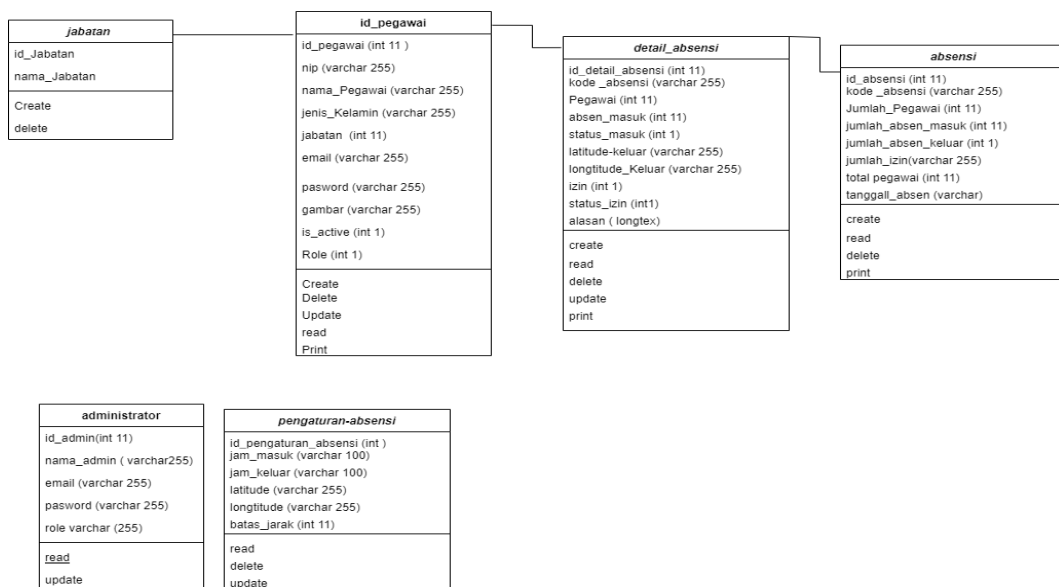 jabatan
id_Jabatan
nama_Jabatan
Create
delete
id_pegawai
id_pegawai (int 11 )
nip (varchar 255)
nama_Pegawai (varchar 255)
jenis_Kelamin (varchar 255)
jabatan (int 11)
email (varchar 255)
pasword (varchar 255)
gambar (varchar 255)
is_active (int 1)
Role (int 1)
Create
Delete
Update
read
Print
detail_absensi
id_detail_absensi (int 11)
kode_absensi (varchar 255)
Pegawai (int 11)
absen_masuk (int 11)
status_masuk (int 1)
latitude-keluar (varchar 255)
longtitude_Keluar (varchar 255)
izin (int 1)
status_izin (int1)
alasan ( longtex)
create
read
delete
update
print
absensi
id_absensi (int 11)
kode _absensi (varchar 255)
Jumlah_Pegawai (int 11)
jumlah_absen_masuk (int 11)
jumlah_absen_keluar (int 1)
jumlah_izin(varchar 255)
total pegawai (int 11)
tanggall_absen (varchar)
create
read
delete
print
administrator
id_admin(int 11)
nama_admin ( varchar255)
email (varchar 255)
pasword (varchar 255)
role varchar (255)
read
update
pengaturan-absensi
id_pengaturan_absensi (int )
jam_masuk (varchar 100)
jam_keluar (varchar 100)
latitude (varchar 255)
longtitude (varchar 255)
batas_jarak (int 11)
read
delete
update